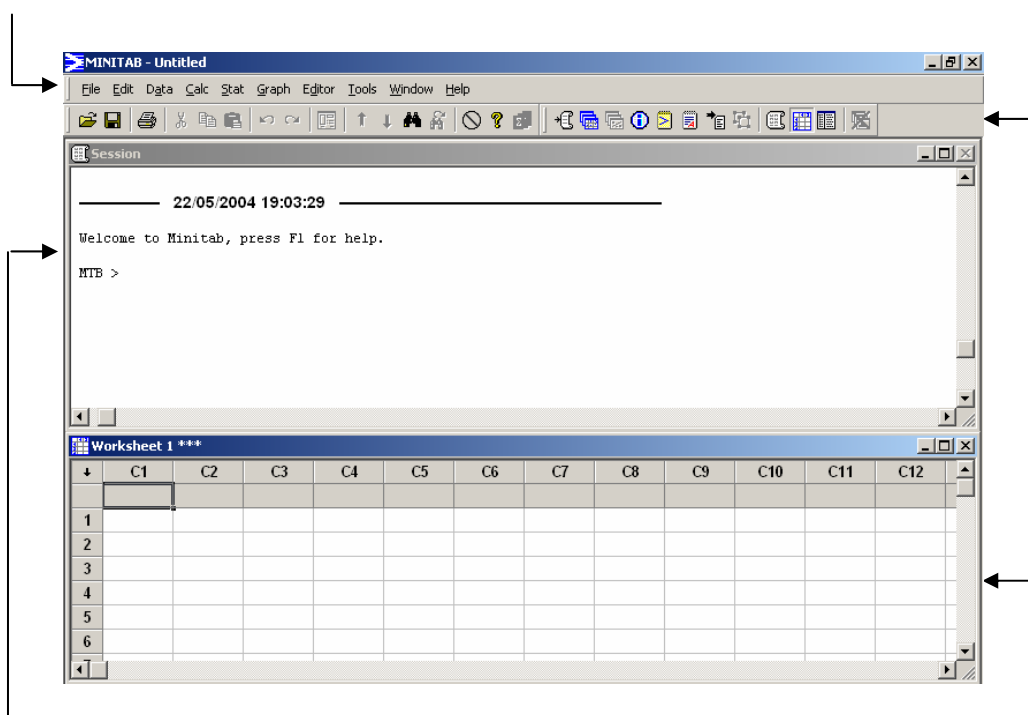 MINITAB - Untitled
File Edit Data Calc Stat Graph Editor Tools Window Help
Session
22/05/2004 19:03:29
Welcome to Minitab, press F1 for help.
MTB >
Worksheet 1 ***
C1 C2 C3 C4 C5 C6 C7 C8 C9 C10 C11 C12
1
2
3
4
5
6
7